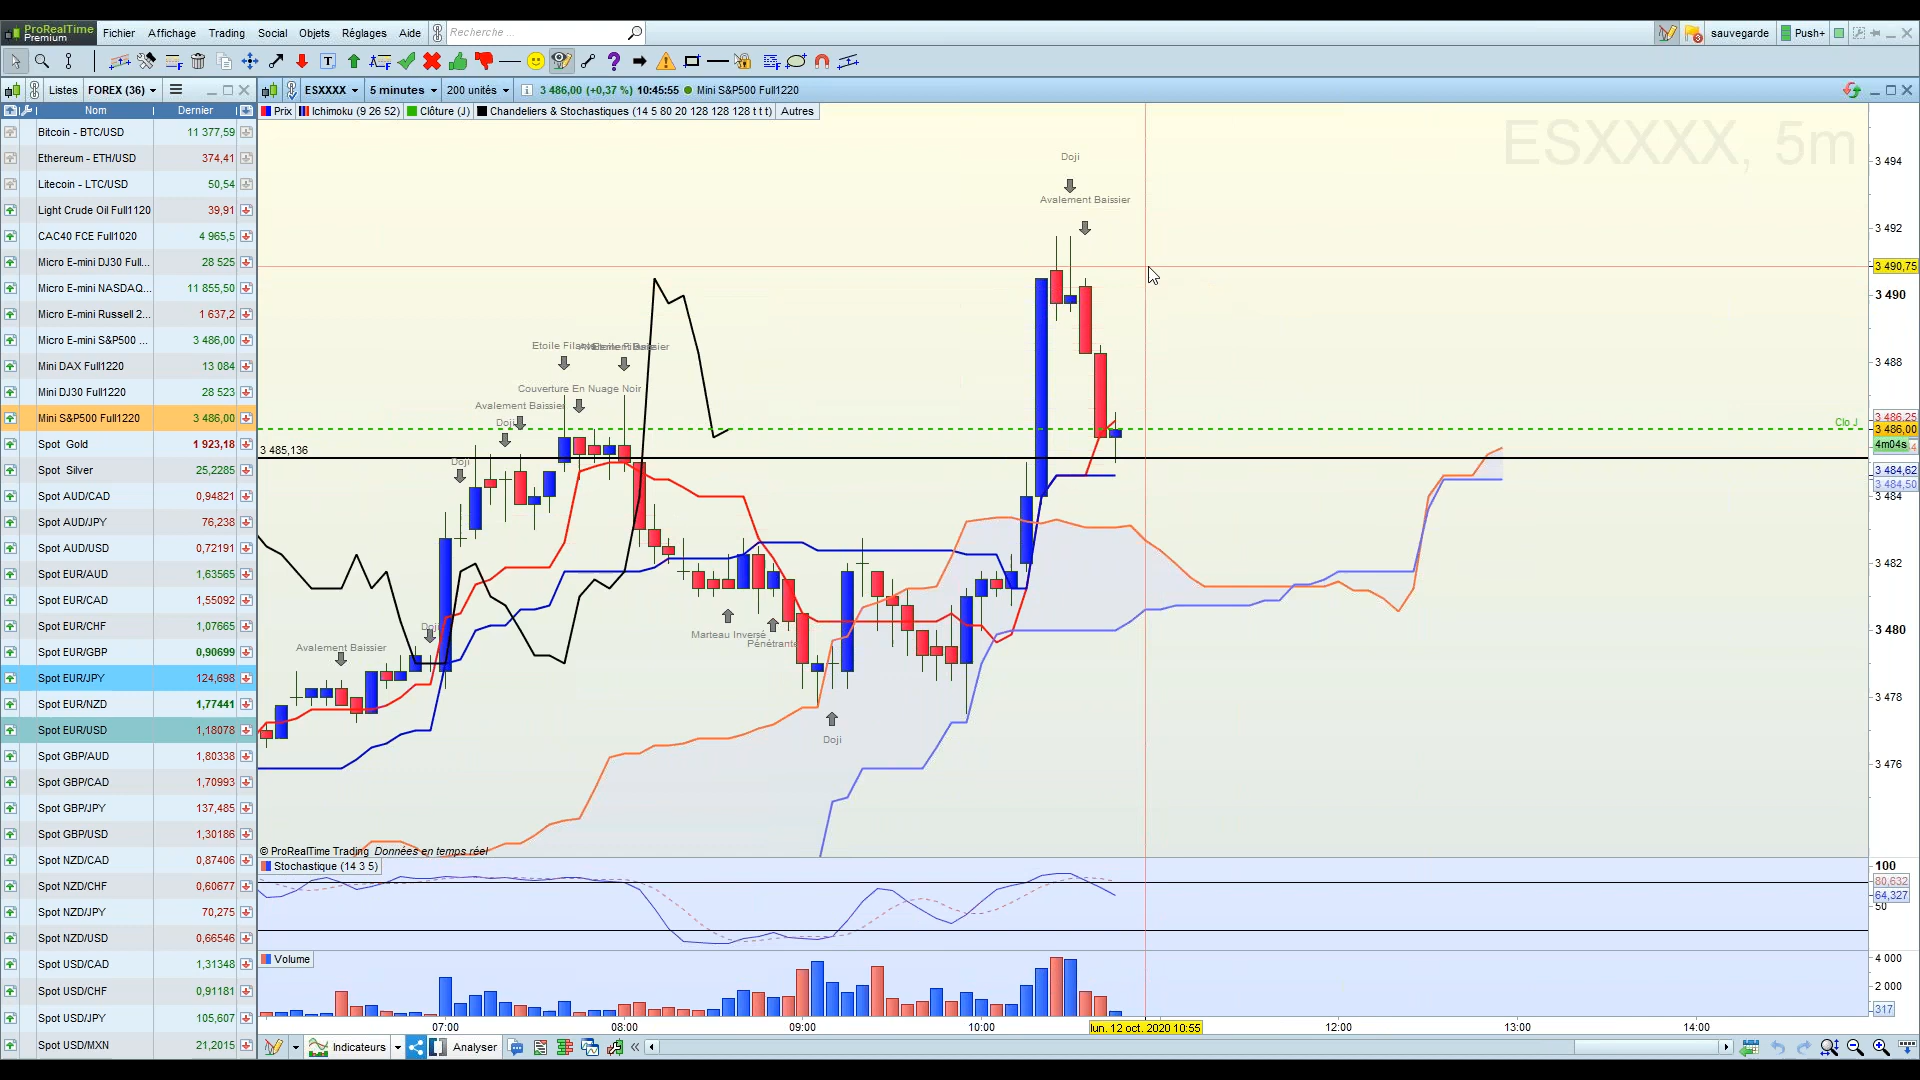 ProRealTime
Premium
Fichier Affichage Trading Social Objets Réglages Aide Recherche ... sauvegarde Push+
Listes FOREX (36) ESXXXX 5 minutes 200 unités 3 486,00 (+0,37 %) 10:45:55 Mini S&P500 Full1220
Nom Dernier
Prix Ichimoku (9 26 52) Clôture (J) Chandeliers & Stochastiques (14 5 80 20 128 128 128 t t t) Autres
ESXXXX, 5m
Bitcoin - BTC/USD 11 377,59
Ethereum - ETH/USD 374,41
Litecoin - LTC/USD 50,54
Light Crude Oil Full1120 39,91
CAC40 FCE Full1020 4 965,5
Micro E-mini DJ30 Full... 28 525
Micro E-mini NASDAQ... 11 855,50
Micro E-mini Russell 2... 1 637,2
Micro E-mini S&P500 ... 3 486,00
Mini DAX Full1220 13 084
Mini DJ30 Full1220 28 523
Mini S&P500 Full1220 3 486,00
Spot Gold 1 923,18
Spot Silver 25,2285
Spot AUD/CAD 0,94821
Spot AUD/JPY 76,238
Spot AUD/USD 0,72191
Spot EUR/AUD 1,63565
Spot EUR/CAD 1,55092
Spot EUR/CHF 1,07665
Spot EUR/GBP 0,90699
Spot EUR/JPY 124,698
Spot EUR/NZD 1,77441
Spot EUR/USD 1,18078
Spot GBP/AUD 1,80338
Spot GBP/CAD 1,70993
Spot GBP/JPY 137,485
Spot GBP/USD 1,30186
Spot NZD/CAD 0,87406
Spot NZD/CHF 0,60677
Spot NZD/JPY 70,275
Spot NZD/USD 0,66546
Spot USD/CAD 1,31348
Spot USD/CHF 0,91181
Spot USD/JPY 105,607
Spot USD/MXN 21,2015
Doji
Avalement Baissier
Couverture En Nuage Noir
Avalement Baissier
Doji
3 485,136
Doji
Doji
Avalement Baissier
Marteau Inversé
Pénétrante
Doji
Clo J
3 494
3 492
3 490,75
3 490
3 488
3 486,25
3 486,00
4m04s
3 484,62
3 484,50
3 484
3 482
3 480
3 478
3 476
© ProRealTime Trading Données en temps réel
Stochastique (14 3 5)
100
80,632
64,327
50
Volume
4 000
2 000
317
07:00 08:00 09:00 10:00 lun. 12 oct. 2020 10:55 12:00 13:00 14:00
Indicateurs Analyser